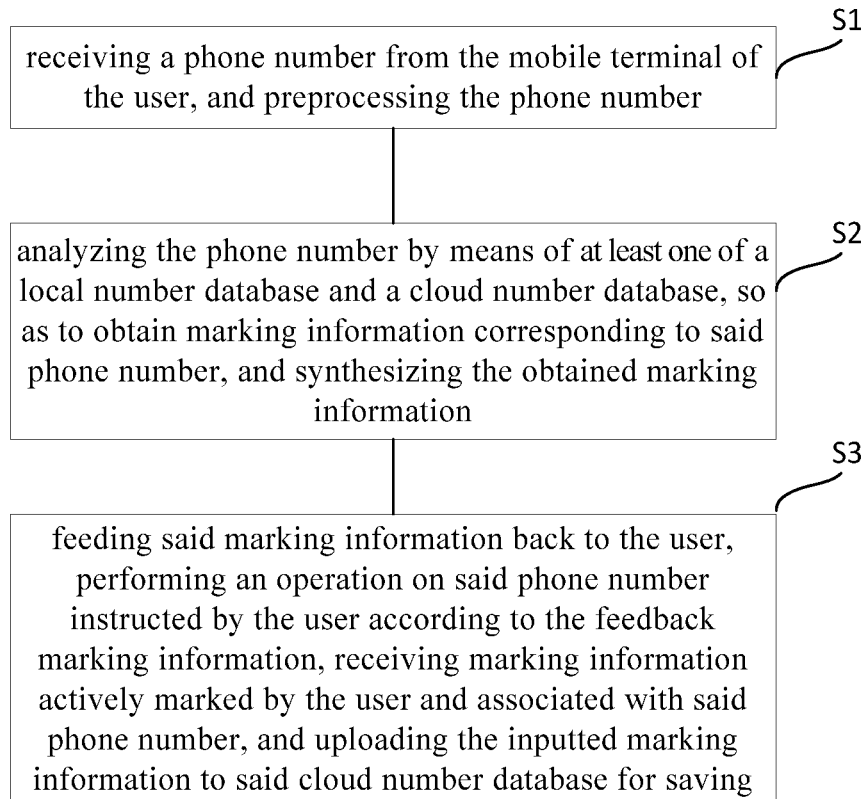 S1
receiving a phone number from the mobile terminal of
the user, and preprocessing the phone number
S2
analyzing the phone number by means of at least one of a
local number database and a cloud number database, so
as to obtain marking information corresponding to said
phone number, and synthesizing the obtained marking
information
S3
feeding said marking information back to the user,
performing an operation on said phone number
instructed by the user according to the feedback
marking information, receiving marking information
actively marked by the user and associated with said
phone number, and uploading the inputted marking
information to said cloud number database for saving